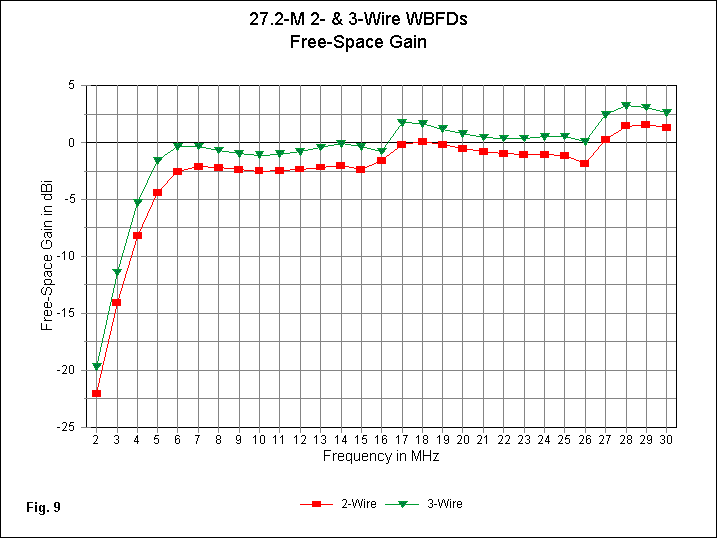 27.2-M 2- & 3-Wire WBFDs
Free-Space Gain
Free-Space Gain in dBi
5
0
-5
-10
-15
-20
-25
2 3 4 5 6 7 8 9 10 11 12 13 14 15 16 17 18 19 20 21 22 23 24 25 26 27 28 29 30
Frequency in MHz
Fig. 9
2-Wire 3-Wire